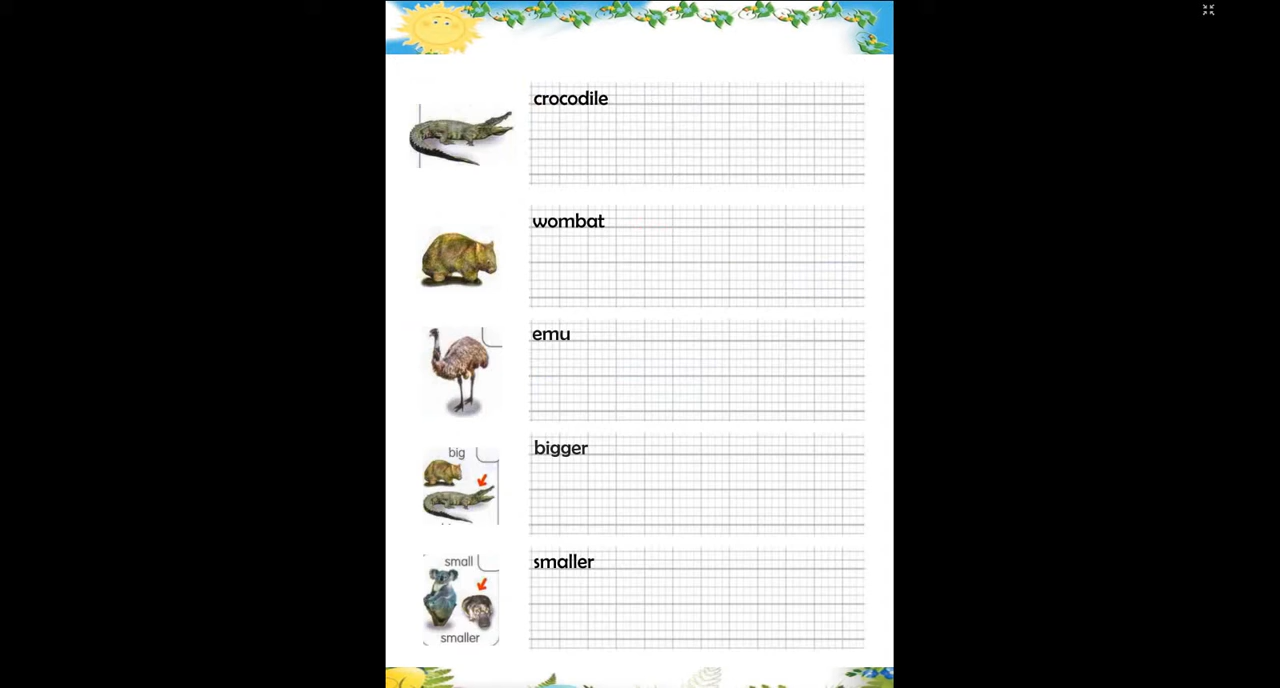 crocodile
wombat
emu
big
bigger
small
smaller
smaller